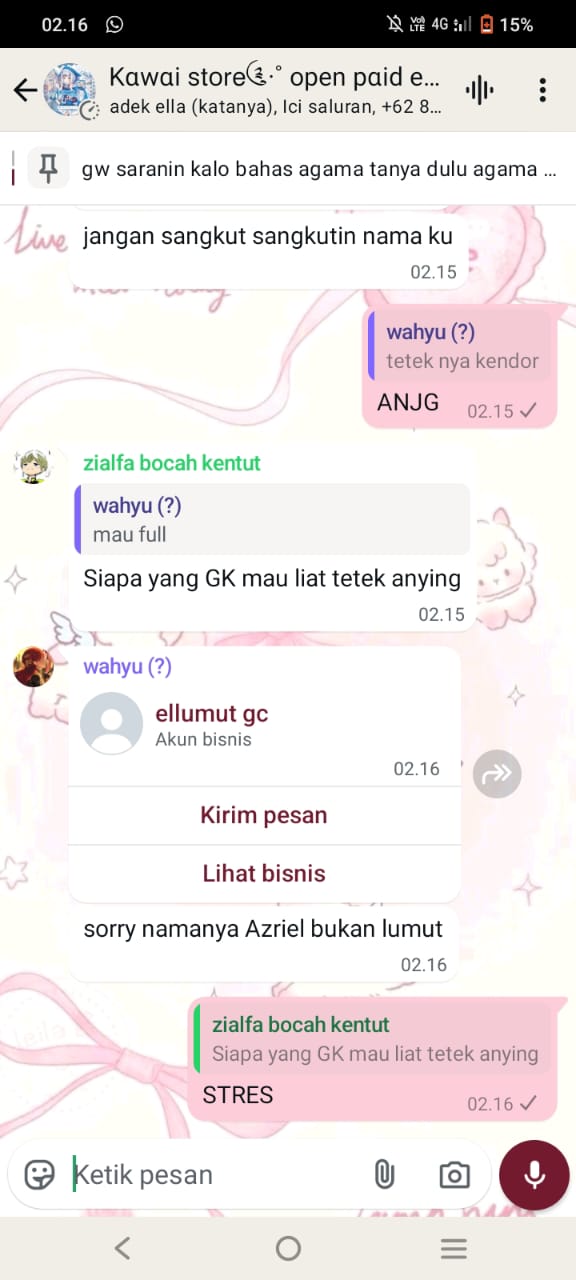 02.16
4G
15%
Kawai store open paid e...
adek ella (katanya), Ici saluran, +62 8...
gw saranin kalo bahas agama tanya dulu agama ...
Live
jangan sangkut sangkutin nama ku
02.15
wahyu (?)
tetek nya kendor
ANJG
02.15
zialfa bocah kentut
wahyu (?)
mau full
Siapa yang GK mau liat tetek anying
02.15
wahyu (?)
ellumut gc
Akun bisnis
02.16
Kirim pesan
Lihat bisnis
sorry namanya Azriel bukan lumut
02.16
zialfa bocah kentut
Siapa yang GK mau liat tetek anying
STRES
02.16
Ketik pesan